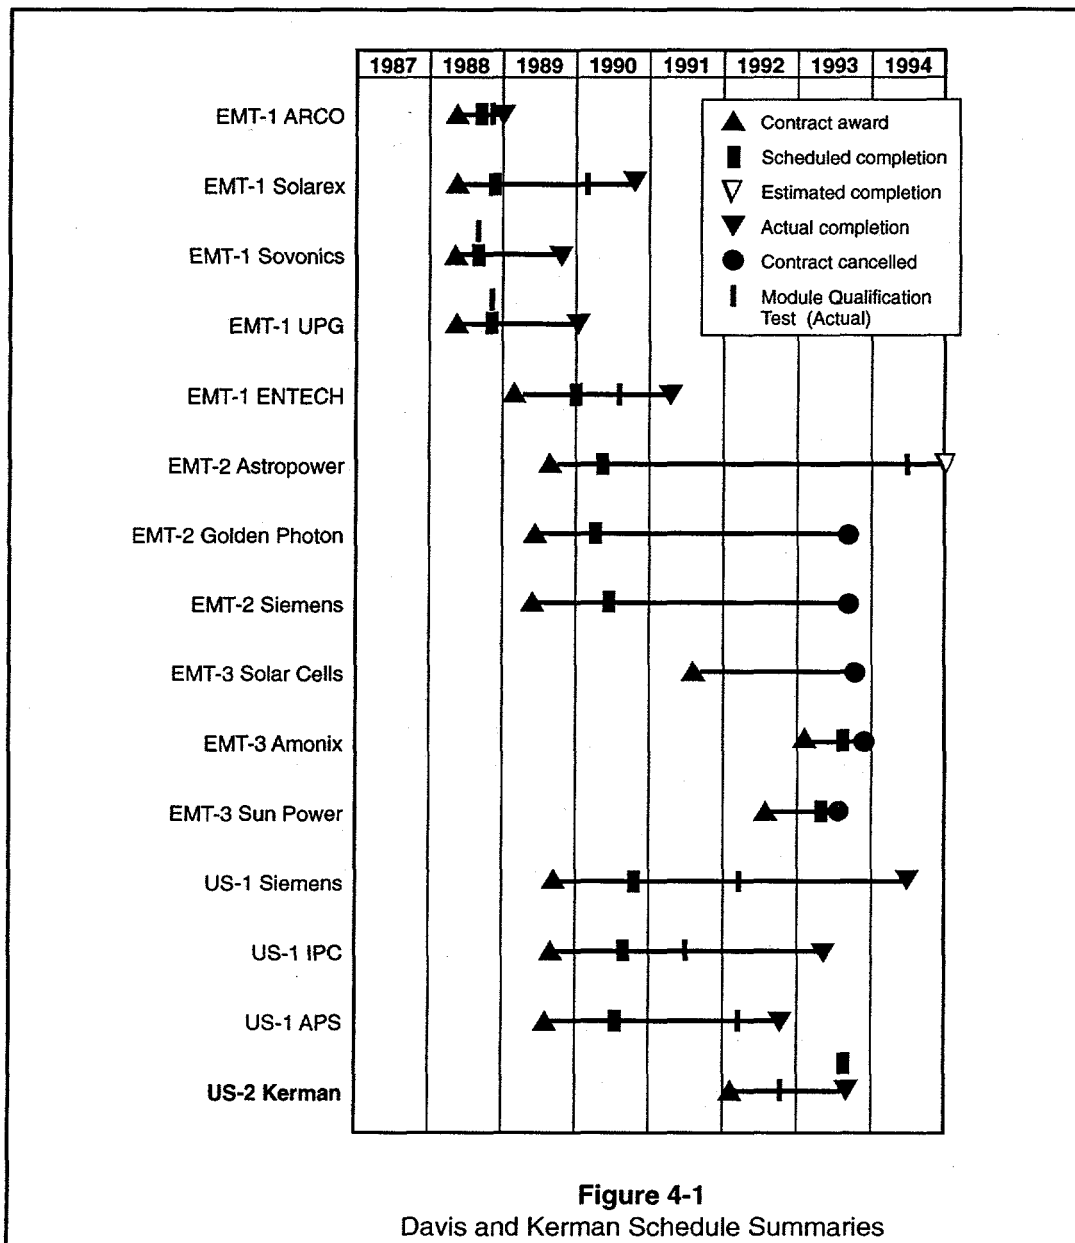 1987 1988 1989 1990 1991 1992 1993 1994
Contract award
Scheduled completion
Estimated completion
Actual completion
Contract cancelled
Module Qualification
Test (Actual)
EMT-1 ARCO
EMT-1 Solarex
EMT-1 Sovonics
EMT-1 UPG
EMT-1 ENTECH
EMT-2 Astropower
EMT-2 Golden Photon
EMT-2 Siemens
EMT-3 Solar Cells
EMT-3 Amonix
EMT-3 Sun Power
US-1 Siemens
US-1 IPC
US-1 APS
US-2 Kerman
Figure 4-1
Davis and Kerman Schedule Summaries